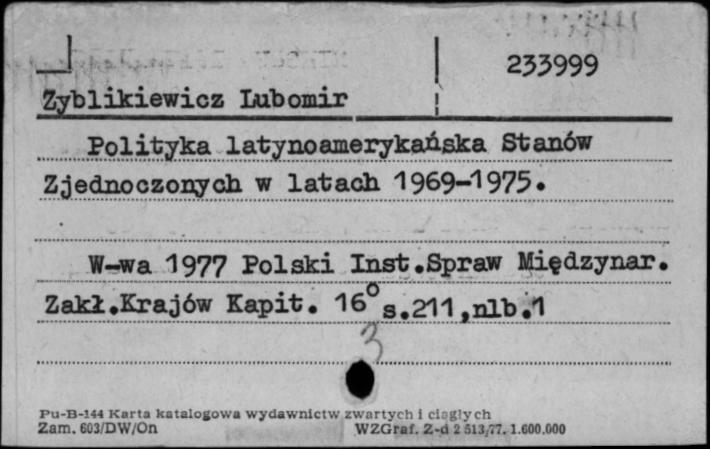 233999
Zyblikiewicz Lubomir
Polityka latynoamerykańska Stanów
Zjednoczonych w latach 1969-1975.
W-wa 1977 Polski Inst.Spraw Międzynar.
Zakł.Krajów Kapit. 16° s.211,nlb.1
3
Pu-B-144 Karta katalogowa wydawnictw zwartych i ciągłych
Zam. 603/DW/On WZGraf. Z-d 2 513/77. 1.600.000